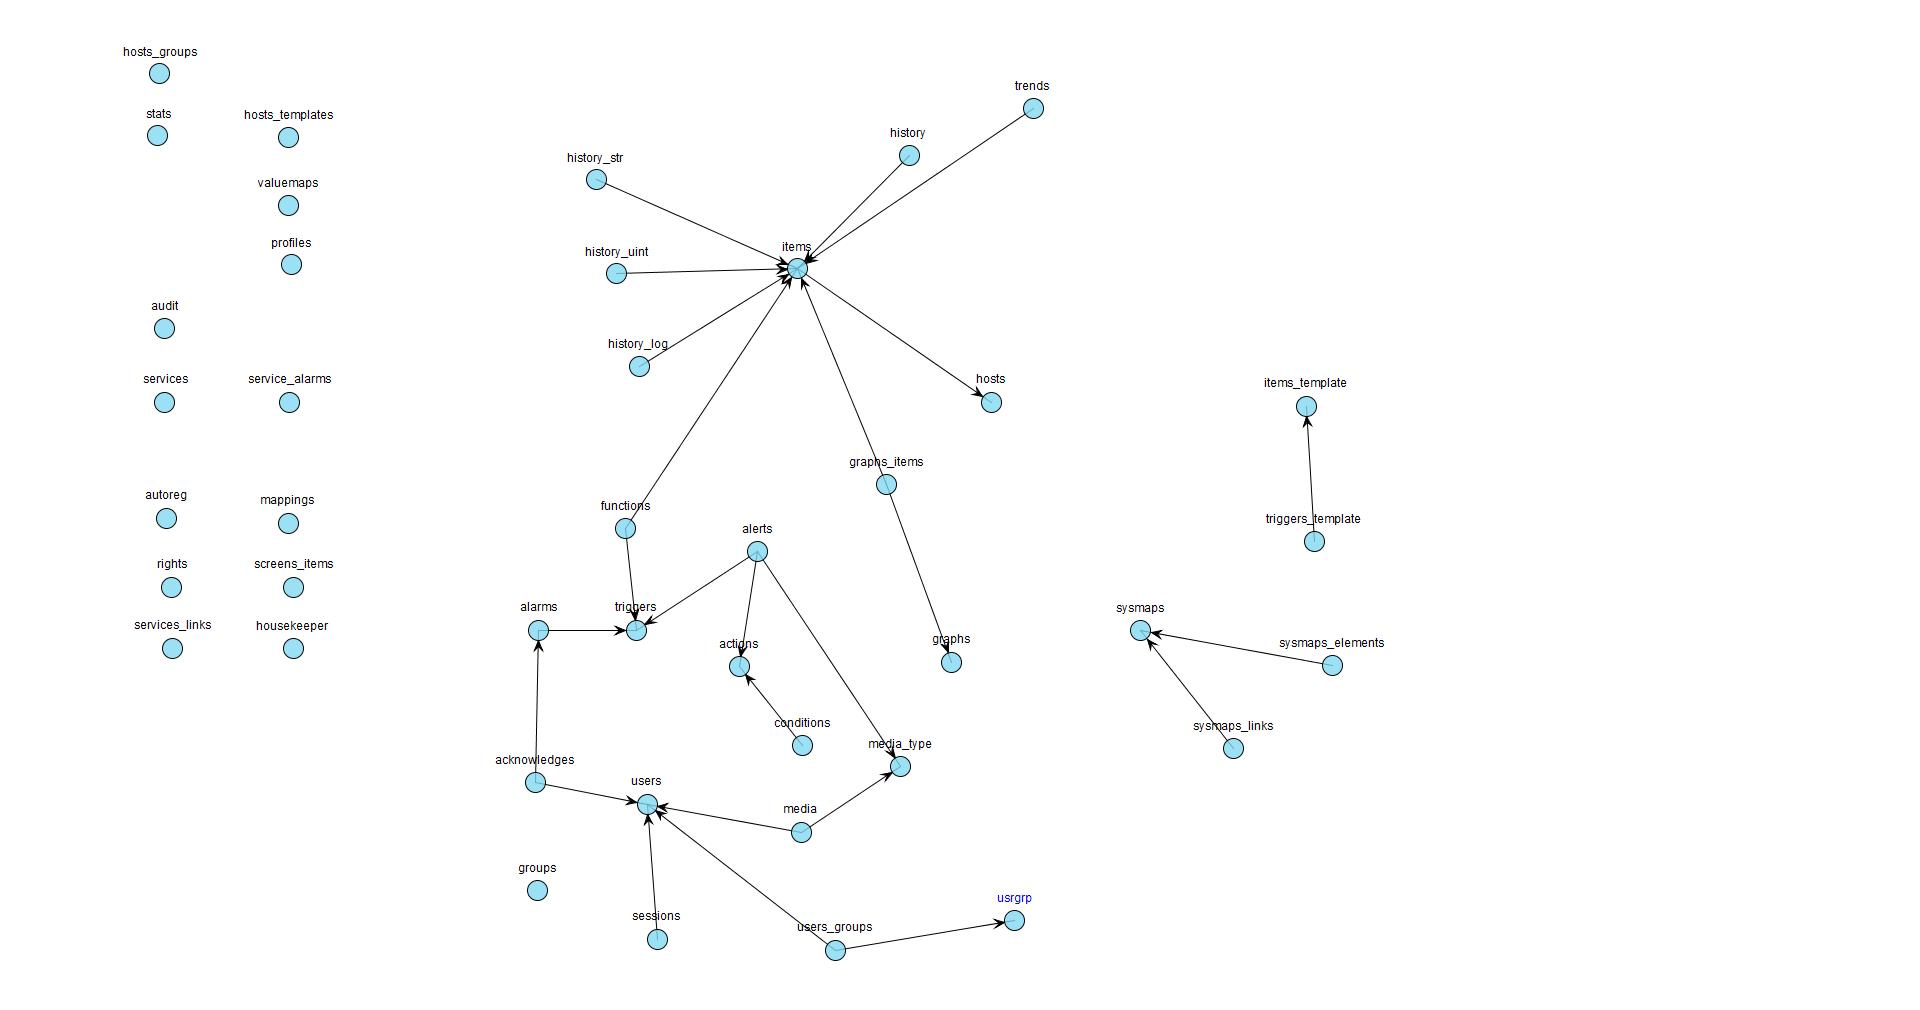 hosts_groups
stats
hosts_templates
valuemaps
profiles
audit
services
service_alarms
autoreg
mappings
rights
screens_items
services_links
housekeeper
trends
history
history_str
items
history_uint
history_log
hosts
graphs_items
functions
alerts
alarms
triggers
actions
graphs
conditions
media_type
acknowledges
users
media
groups
sessions
users_groups
usrgrp
items_template
triggers_template
sysmaps
sysmaps_elements
sysmaps_links